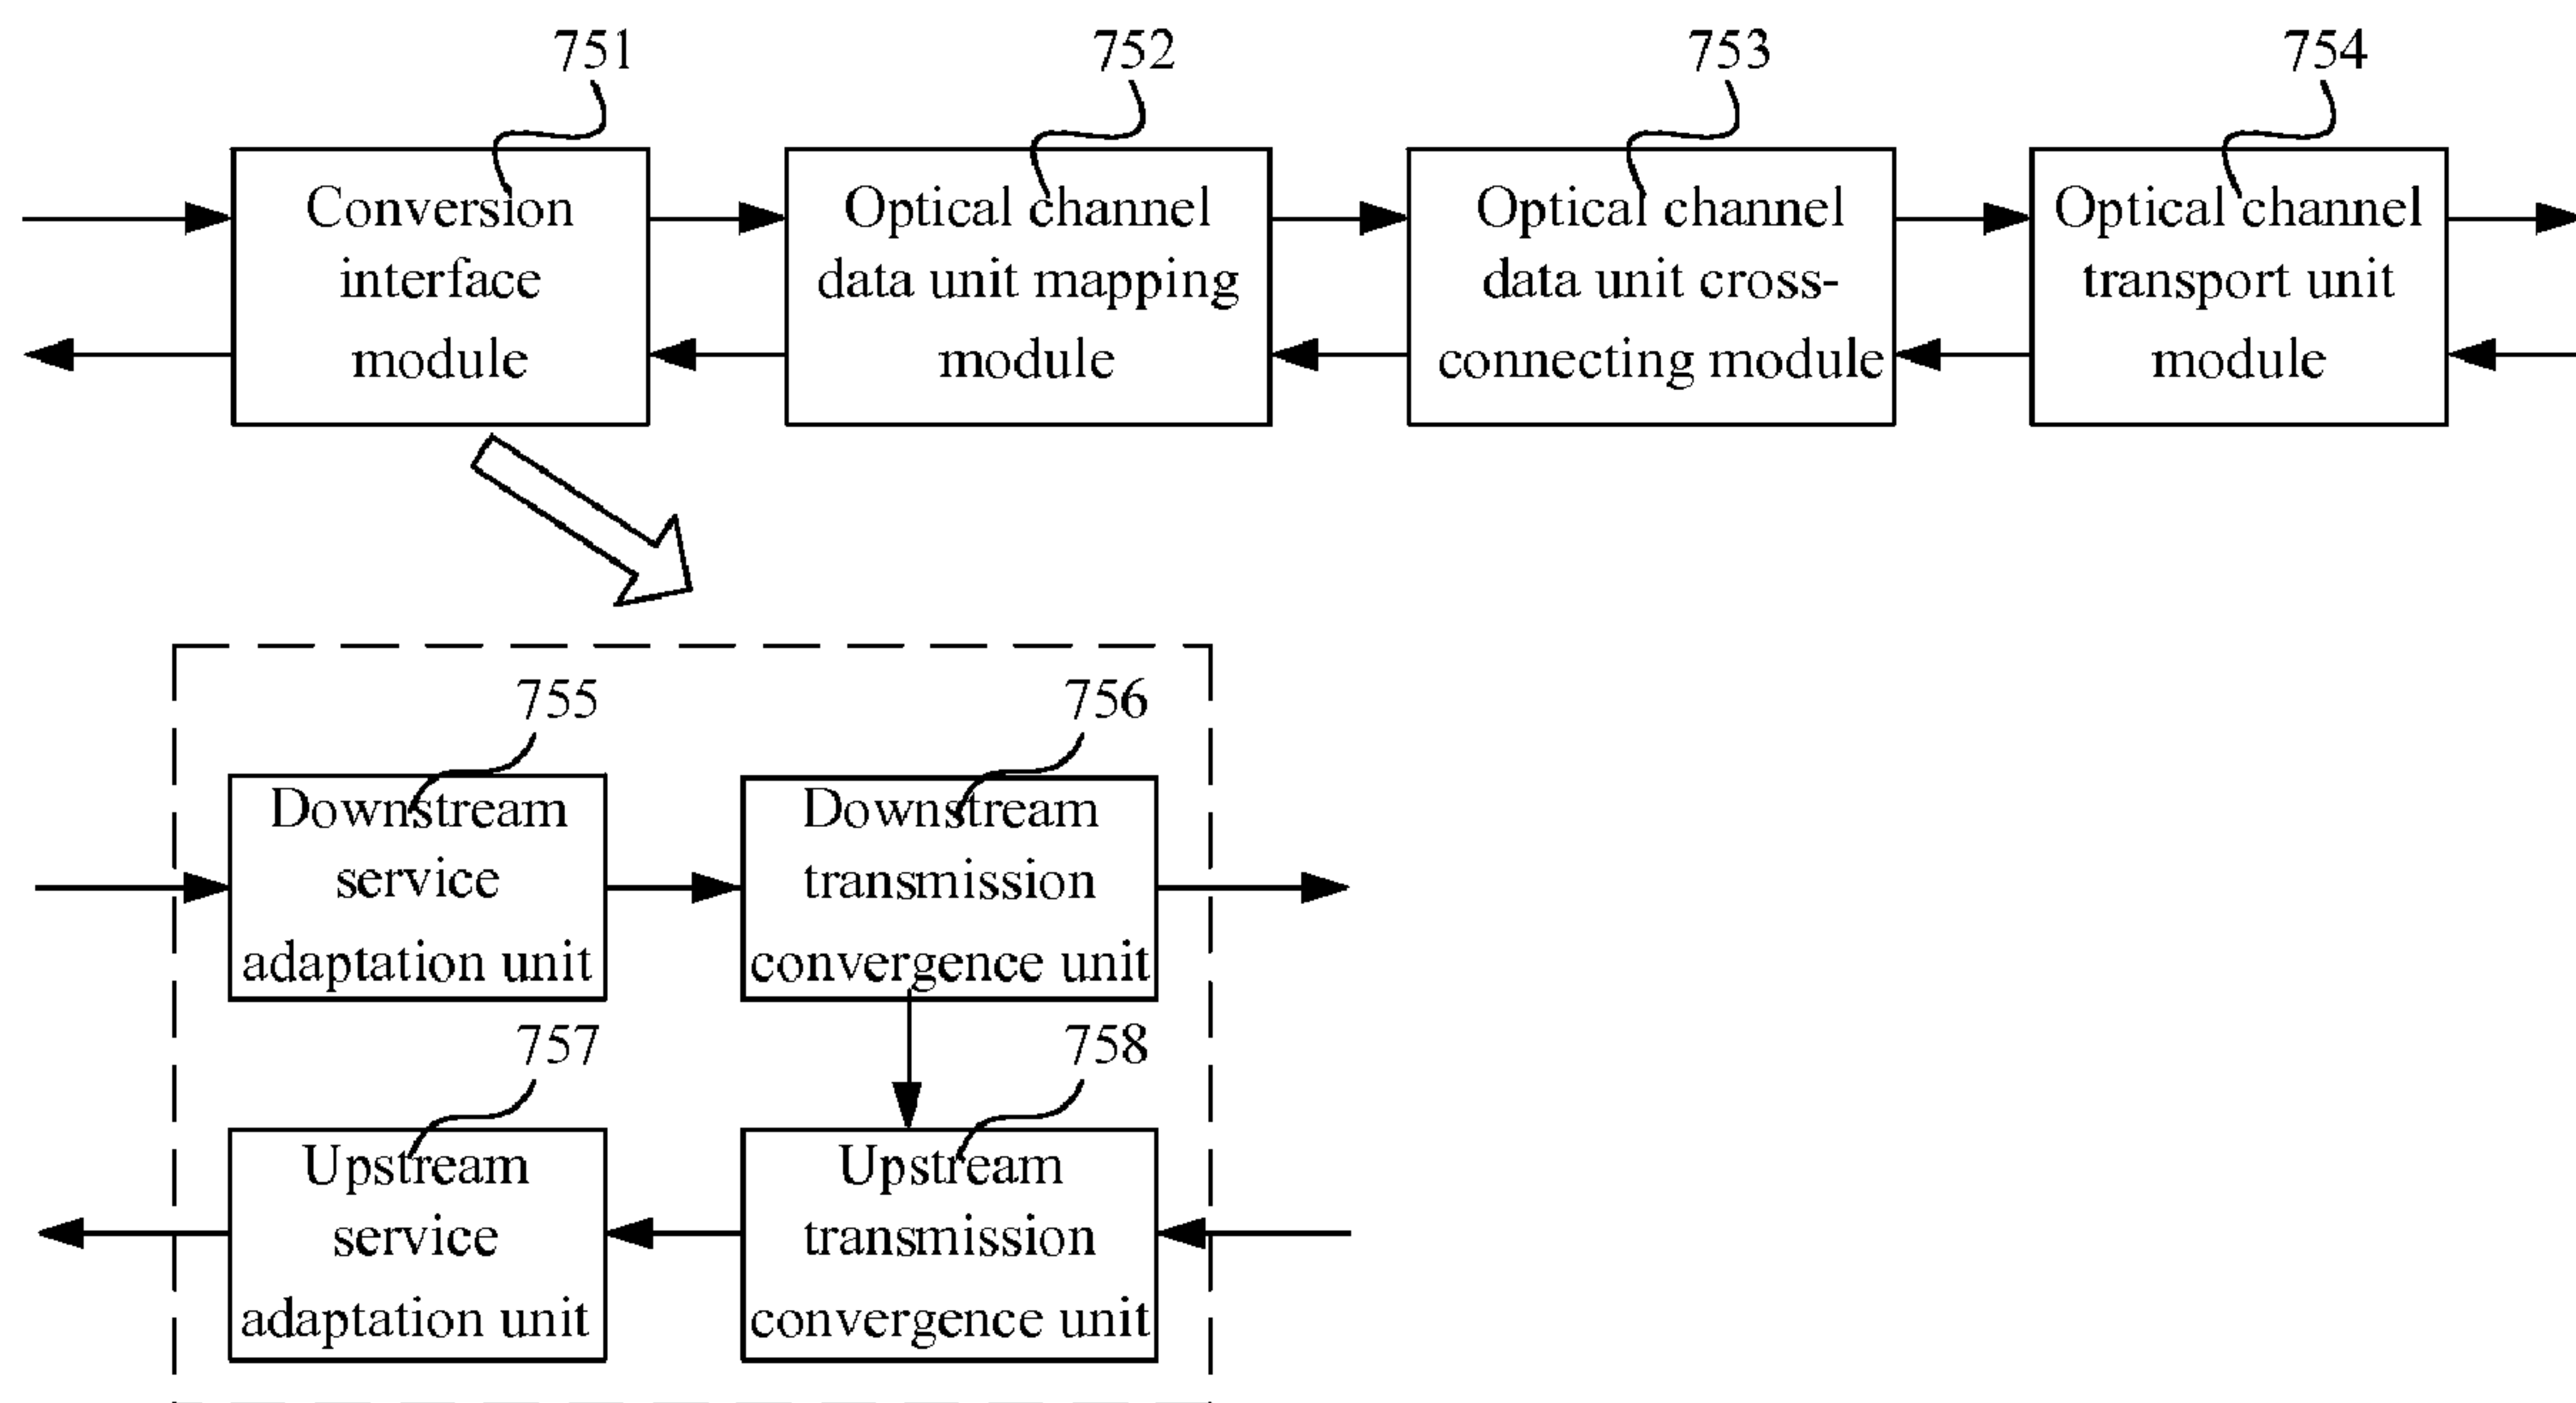 751
752
753
754
Conversion
interface
module
Optical channel
data unit mapping
module
Optical channel
data unit cross-
connecting module
Optical channel
transport unit
module
755
756
Downstream
service
adaptation unit
Downstream
transmission
convergence unit
757
758
Upstream
service
adaptation unit
Upstream
transmission
convergence unit